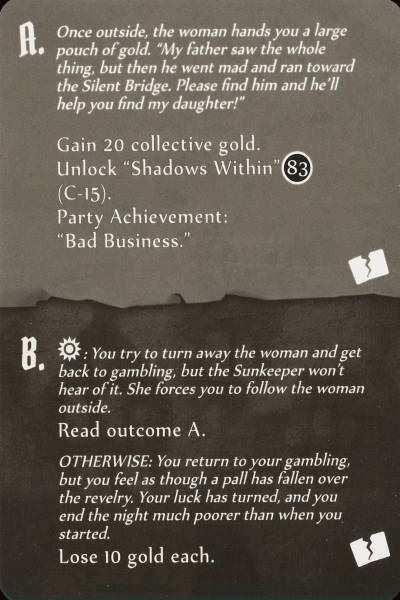 A. Once outside, the woman hands you a large
pouch of gold. “My father saw the whole
thing, but then he went mad and ran toward
the Silent Bridge. Please find him and he’ll
help you find my daughter!”
Gain 20 collective gold.
Unlock “Shadows Within” 83
(C-15).
Party Achievement:
“Bad Business.”
B. : You try to turn away the woman and get
back to gambling, but the Sunkeeper won’t
hear of it. She forces you to follow the woman
outside.
Read outcome A.
OTHERWISE: You return to your gambling,
but you feel as though a pall has fallen over
the revelry. Your luck has turned, and you
end the night much poorer than when you
started.
Lose 10 gold each.